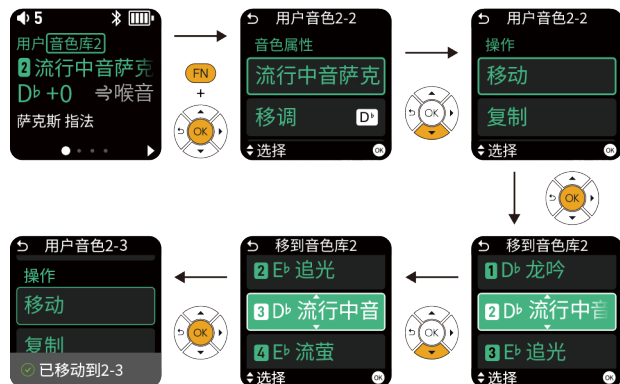 5
用户音色库2
2 流行中音萨克
D♭ +0 喉音
萨克斯 指法
FN
+
OK
用户音色2-2
音色属性
流行中音萨克
移调 D♭
选择 OK
OK
用户音色2-2
操作
移动
复制
选择 OK
OK
移到音色库2
1 D♭ 龙吟
2 D♭ 流行中音
3 E♭ 追光
选择 OK
OK
移到音色库2
2 E♭ 追光
3 D♭ 流行中音
4 E♭ 流萤
选择 OK
OK
用户音色2-3
操作
移动
复制
已移动到2-3